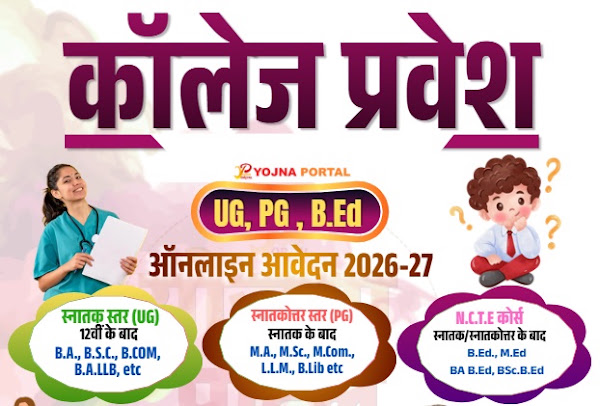 कॉलेज प्रवेश
YOJNA PORTAL
UG, PG , B.Ed
ऑनलाइन आवेदन 2026-27
स्नातक स्तर (UG)
12वीं के बाद
B.A., B.S.C., B.COM,
B.A.LLB, etc
स्नातकोत्तर स्तर (PG)
स्नातक के बाद
M.A., M.Sc., M.Com.,
L.L.M., B.Lib etc
N.C.T.E कोर्स
स्नातक/स्नातकोत्तर के बाद
B.Ed., M.Ed
BA B.Ed, BSc.B.Ed